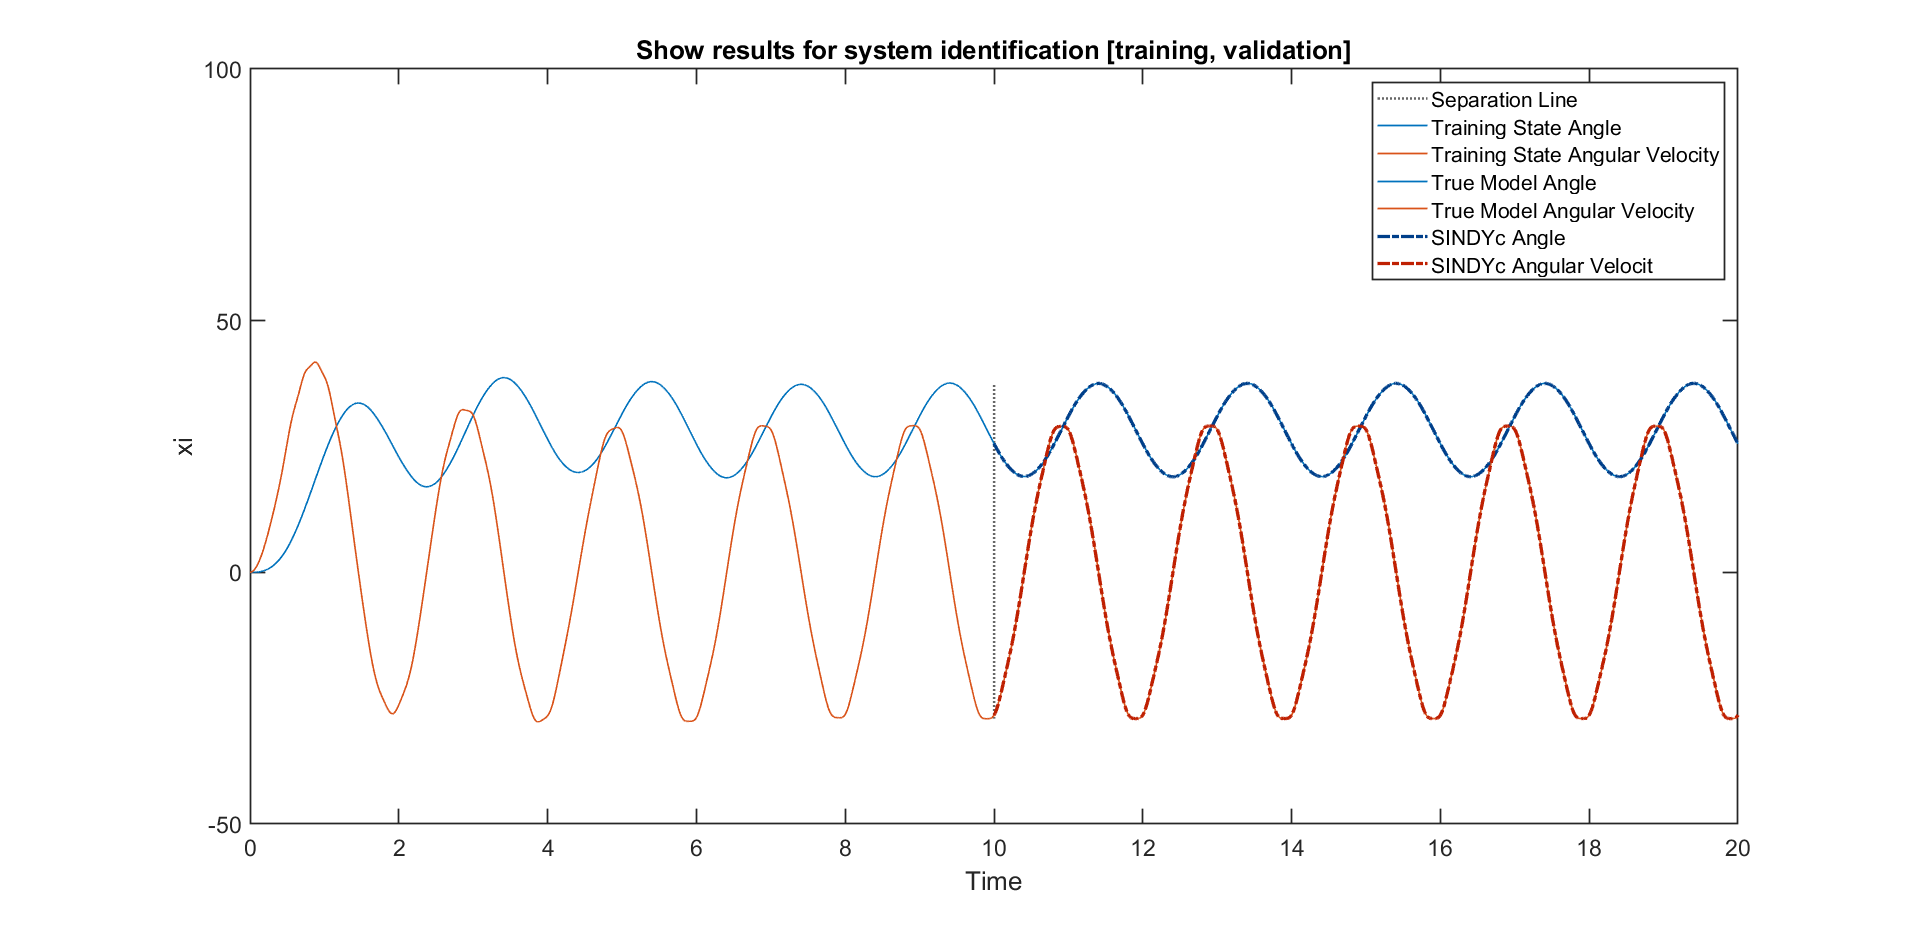 Show results for system identification [training, validation]
100
50
0
-50
xi
Separation Line
Training State Angle
Training State Angular Velocity
True Model Angle
True Model Angular Velocity
SINDYc Angle
SINDYc Angular Velocit
0 2 4 6 8 10 12 14 16 18 20
Time